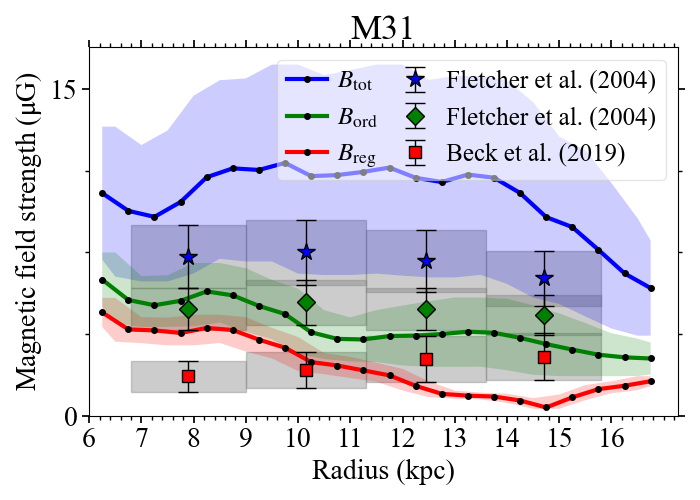 M31
Magnetic field strength (μG)
15
0
B_tot
B_ord
B_reg
Fletcher et al. (2004)
Fletcher et al. (2004)
Beck et al. (2019)
6 7 8 9 10 11 12 13 14 15 16
Radius (kpc)